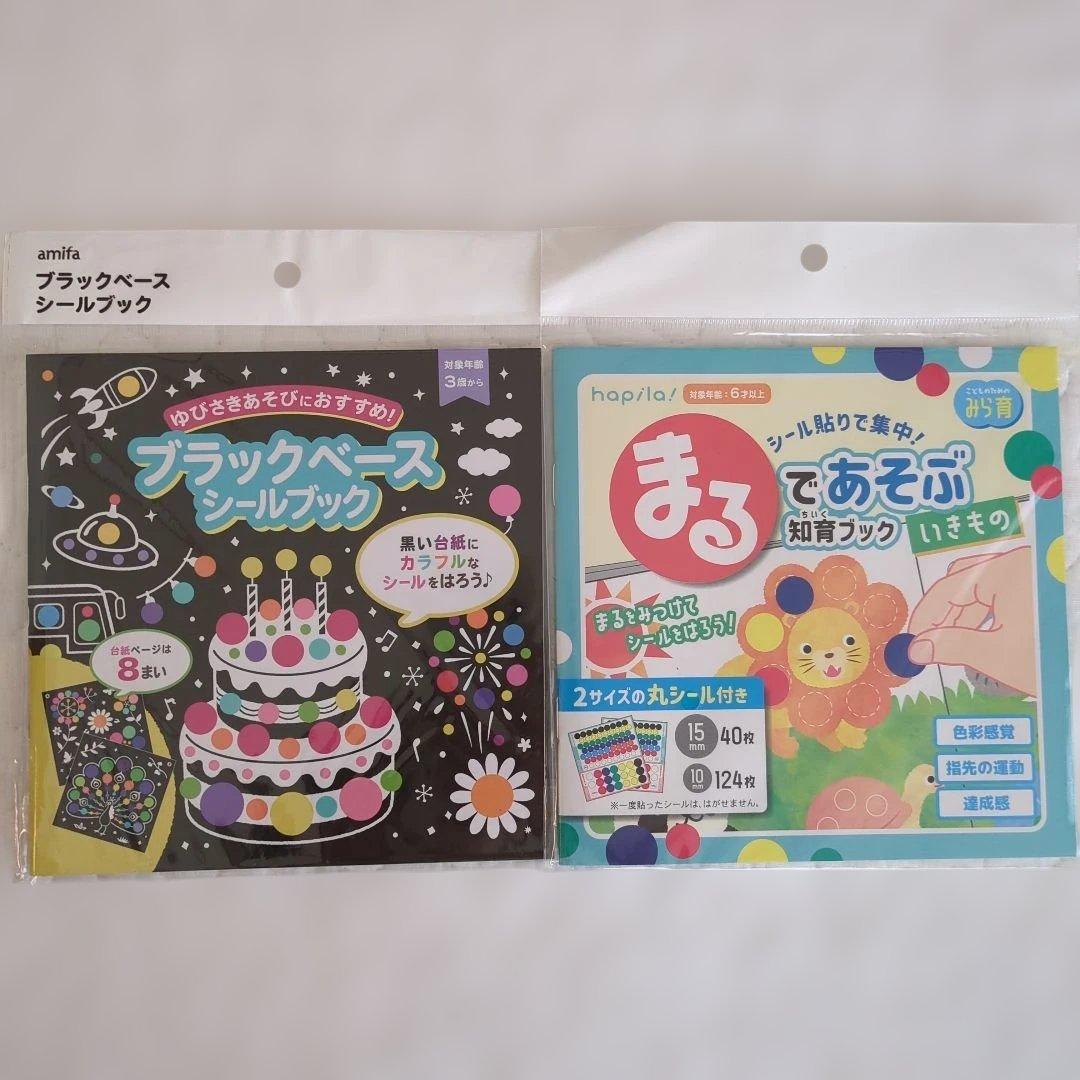 amifa
ブラックベース
シールブック
対象年齢
3歳から
ゆびさきあそびにおすすめ!
ブラックベース
シールブック
黒い台紙に
カラフルな
シールをはろう♪
台紙ページは
8まい
hapila!
対象年齢:6才以上
こどものための
みら育
シール貼りで集中!
まる
であそぶ
ちいく
知育ブック
いきもの
まるをみつけて
シールをはろう!
2サイズの丸シール付き
15mm 40枚
10mm 124枚
※一度貼ったシールは、はがせません。
色彩感覚
指先の運動
達成感